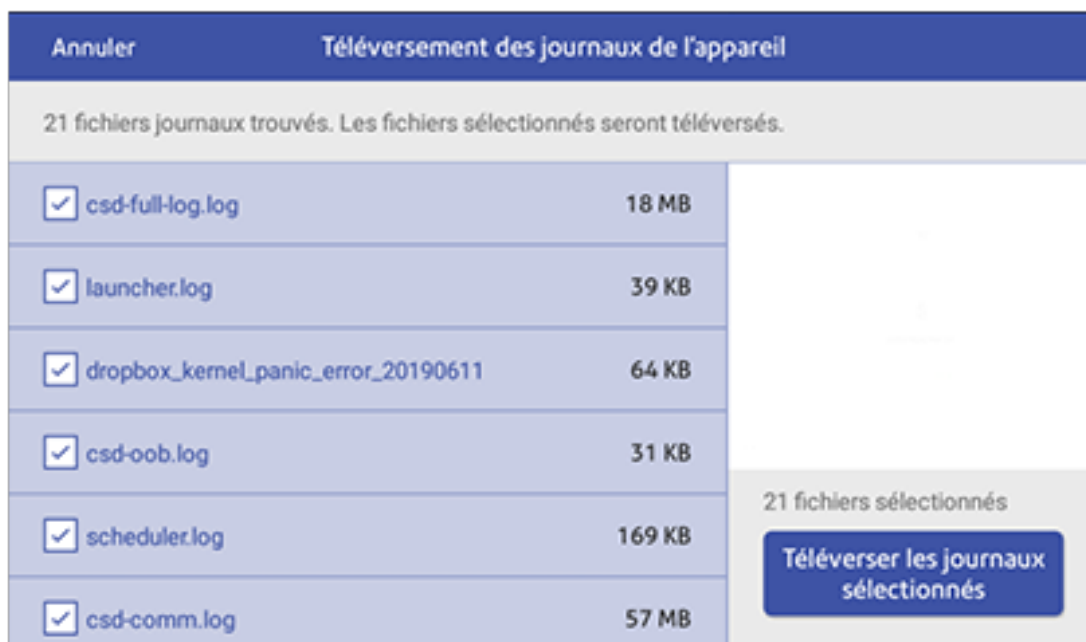 Annuler Téléversement des journaux de l'appareil
21 fichiers journaux trouvés. Les fichiers sélectionnés seront téléversés.
csd-full-log.log 18 MB
launcher.log 39 KB
dropbox_kernel_panic_error_20190611 64 KB
csd-oob.log 31 KB
scheduler.log 169 KB
csd-comm.log 57 MB
21 fichiers sélectionnés
Téléverser les journaux
sélectionnés